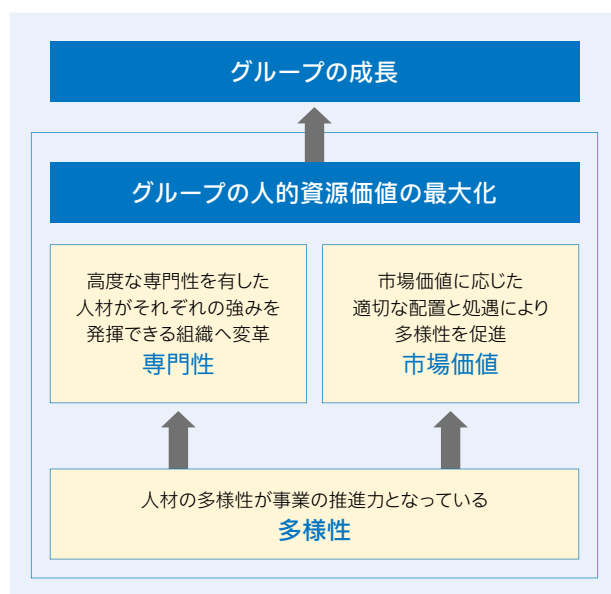 グループの成長
グループの人的資源価値の最大化
高度な専門性を有した
人材がそれぞれの強みを
発揮できる組織へ変革
専門性
市場価値に応じた
適切な配置と処遇により
多様性を促進
市場価値
人材の多様性が事業の推進力となっている
多様性